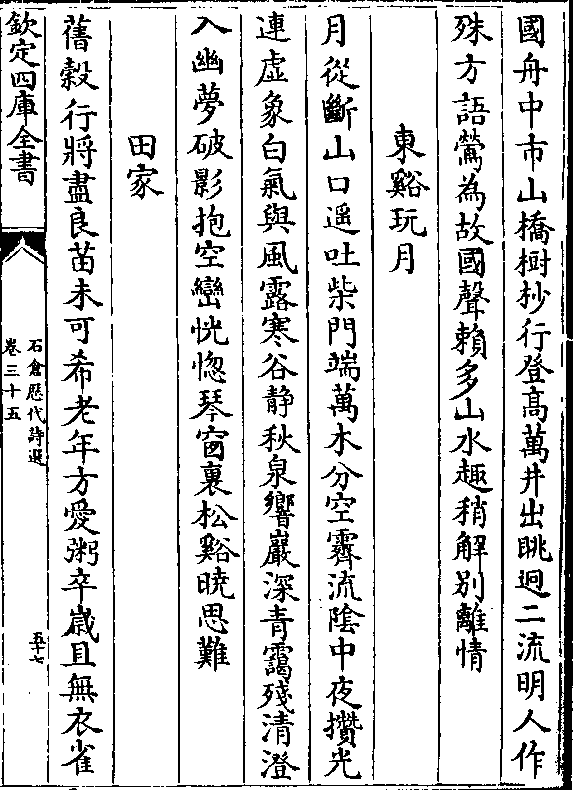 國舟中市山橋樹杪行登高萬井出眺迥二流明人作
殊方語鶯為故國聲賴多山水趣稍解別離情
東谿玩月
月從斷山口遥吐柴門端萬木分空霽流陰中夜攢光
連虚象白氣與風露寒谷静秋泉響巖深青靄殘清澄
入幽夢破影抱空巒恍惚琴窗裏松谿曉思難
田家
舊榖行將盡良苗未可希老年方愛粥卒歳且無衣雀
欽定四庫全書
石倉歴代詩選
卷三十五
五十七